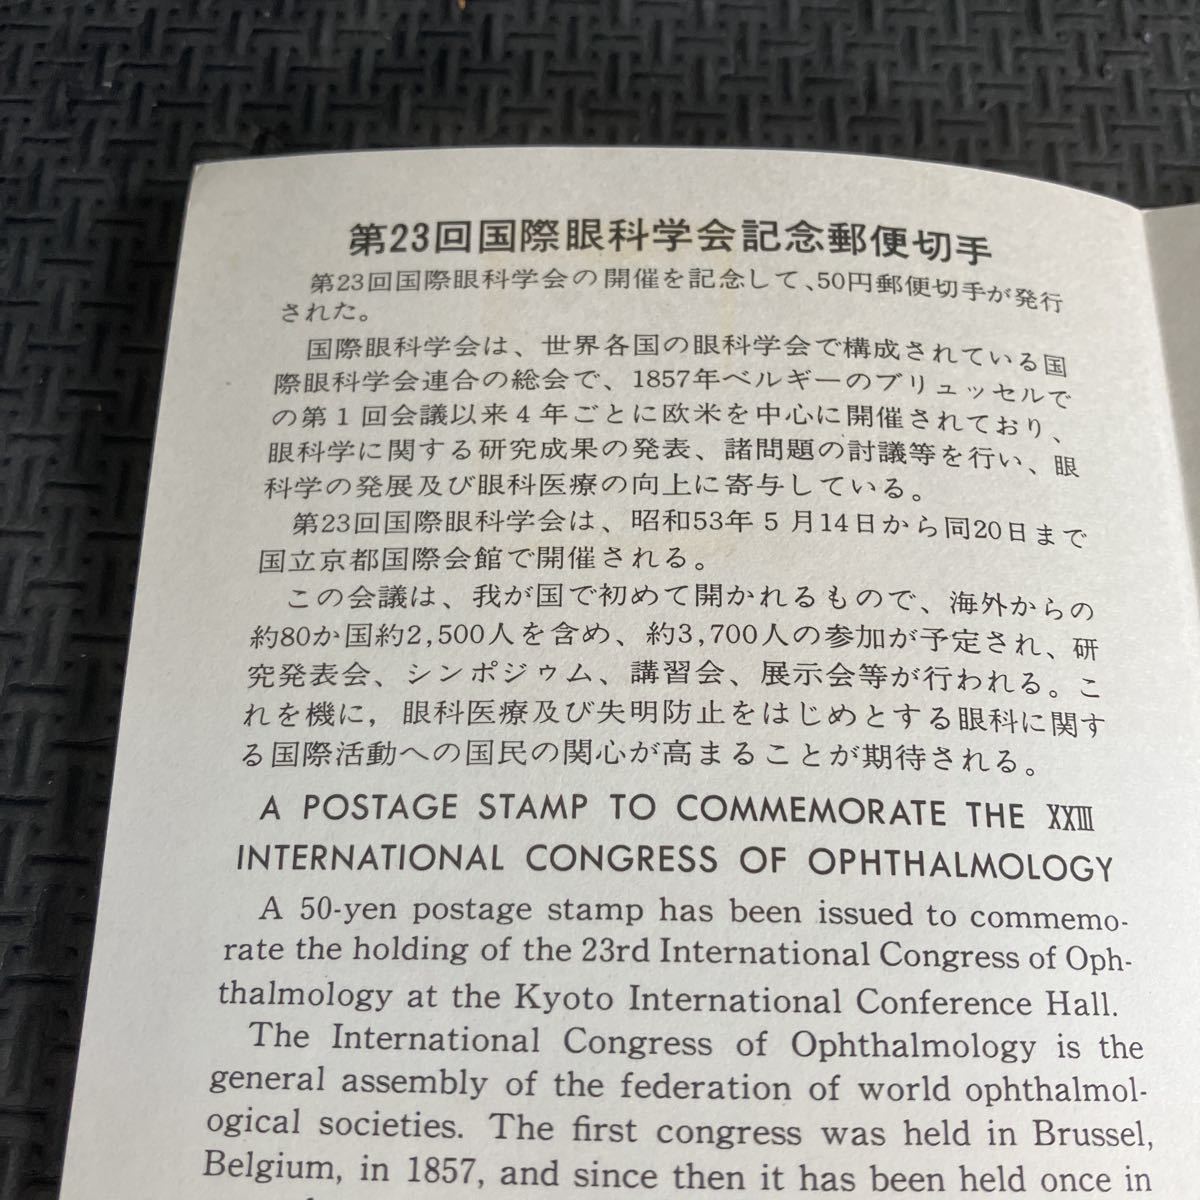 第23回国際眼科学会記念郵便切手
第23回国際眼科学会の開催を記念して、50円郵便切手が発行
された。
国際眼科学会は、世界各国の眼科学会で構成されている国
際眼科学会連合の総会で、1857年ベルギーのブリュッセルで
の第1回会議以来4年ごとに欧米を中心に開催されており、
眼科学に関する研究成果の発表、諸問題の討議等を行い、眼
科学の発展及び眼科医療の向上に寄与している。
第23回国際眼科学会は、昭和53年5月14日から同20日まで
国立京都国際会館で開催される。
この会議は、我が国で初めて開かれるもので、海外からの
約80か国約2,500人を含め、約3,700人の参加が予定され、研
究発表会、シンポジゥム、講習会、展示会等が行われる。こ
れを機に，眼科医療及び失明防止をはじめとする眼科に関す
る国際活動への国民の関心が高まることが期待される。
A POSTAGE STAMP TO COMMEMORATE THE XXIII
INTERNATIONAL CONGRESS OF OPHTHALMOLOGY
A 50-yen postage stamp has been issued to commemo-
rate the holding of the 23rd International Congress of Oph-
thalmology at the Kyoto International Conference Hall.
The International Congress of Ophthalmology is the
general assembly of the federation of world ophthalmol-
ogical societies. The first congress was held in Brussel,
Belgium, in 1857, and since then it has been held once in